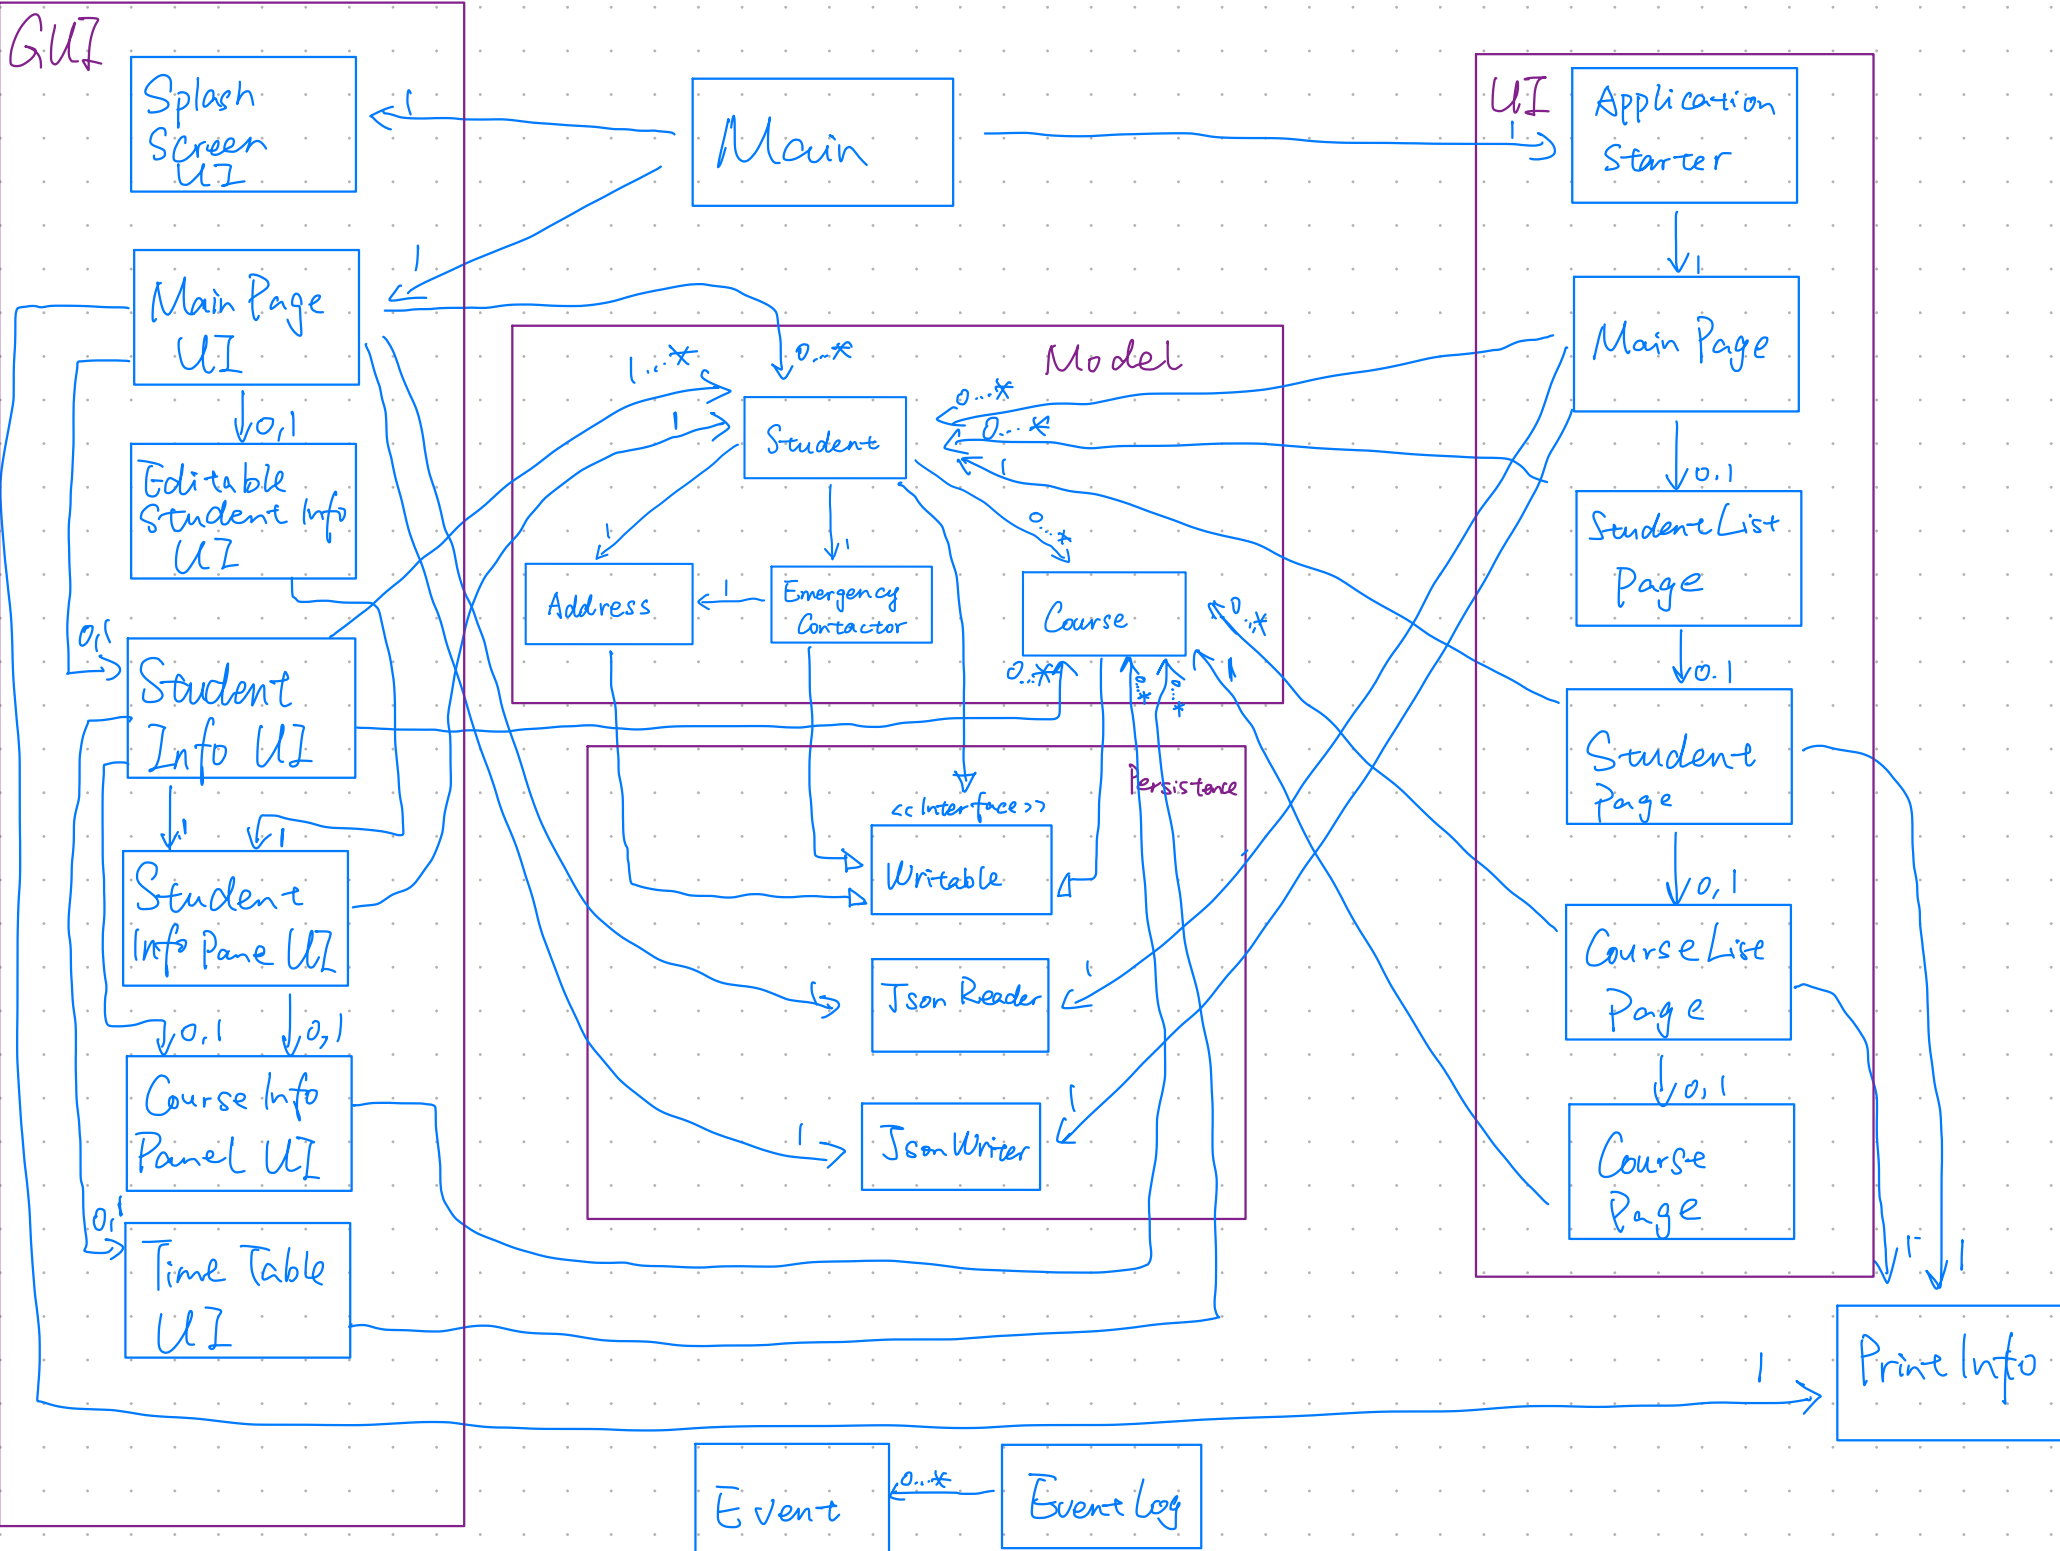 GUI
Splash
Screen
UI
1
Main
1
UI
Application
Starter
1
1
Main Page
UI
0...*
1...*
Model
Main Page
0...*
1
0...*
1
Student
0,1
0.1
Editable
Student Info
UI
Student List
Page
1
1
0...*
Address
1
Emergency
Contactor
Course
0...*
0,1
0...*
0...*
0...*
1
0.1
Student
Info UI
Student
Page
Persistence
<<Interface>>
Writable
1
1
0,1
Student
Info Pane UI
Course List
Page
1
Json Reader
1
0,1
0,1
0,1
Course Info
Panel UI
1
Json Writer
1
Course
Page
0,1
Time Table
UI
1
1
1
Print Info
Event
0...*
Event Log